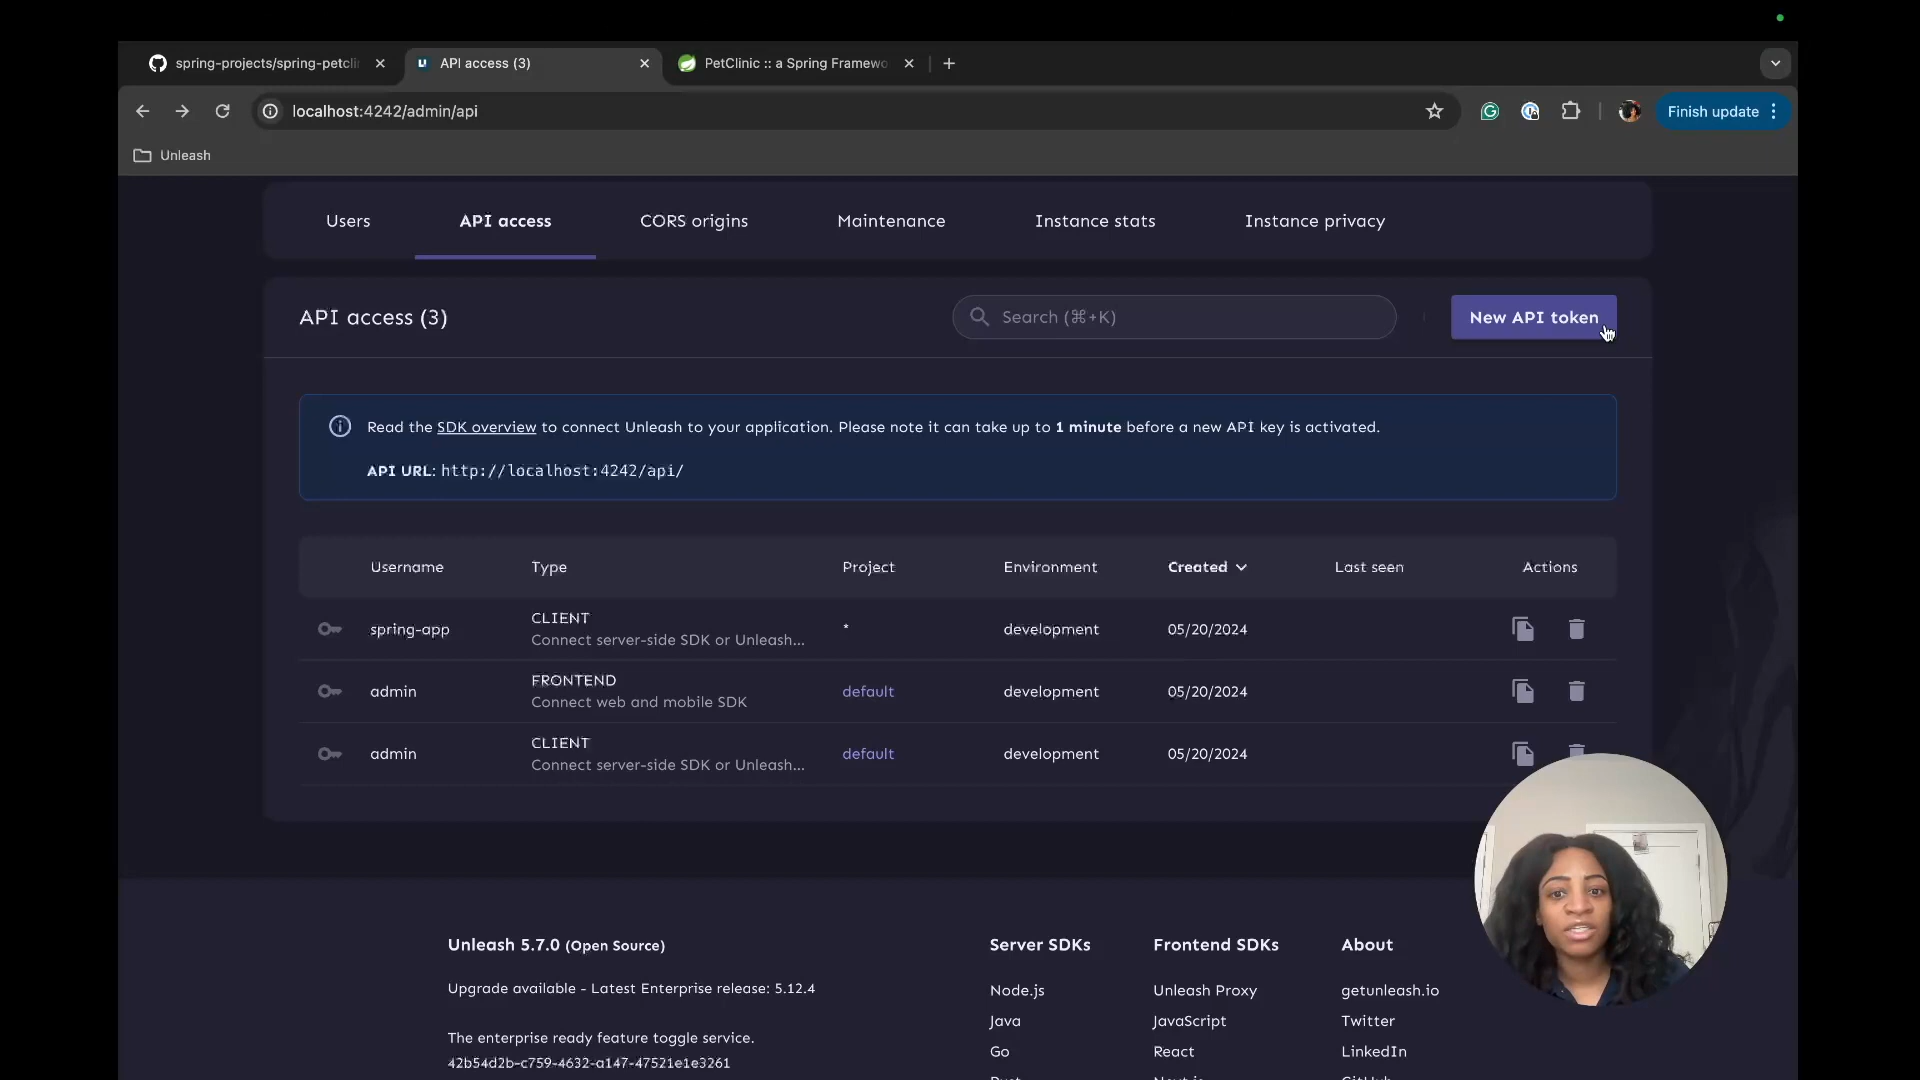 spring-projects/spring-petcli
API access (3)
PetClinic :: a Spring Framewo
localhost:4242/admin/api
Finish update
Unleash
Users
API access
CORS origins
Maintenance
Instance stats
Instance privacy
API access (3)
Search (⌘+K)
New API token
Read the SDK overview to connect Unleash to your application. Please note it can take up to 1 minute before a new API key is activated.
API URL: http://localhost:4242/api/
Username Type Project Environment Created Last seen Actions
spring-app CLIENT * development 05/20/2024
Connect server-side SDK or Unleash...
admin FRONTEND default development 05/20/2024
Connect web and mobile SDK
admin CLIENT default development 05/20/2024
Connect server-side SDK or Unleash...
Unleash 5.7.0 (Open Source)
Upgrade available - Latest Enterprise release: 5.12.4
The enterprise ready feature toggle service.
42b54d2b-c759-4632-a147-47521e1e3261
Server SDKs
Node.js
Java
Go
Frontend SDKs
Unleash Proxy
JavaScript
React
About
getunleash.io
Twitter
LinkedIn